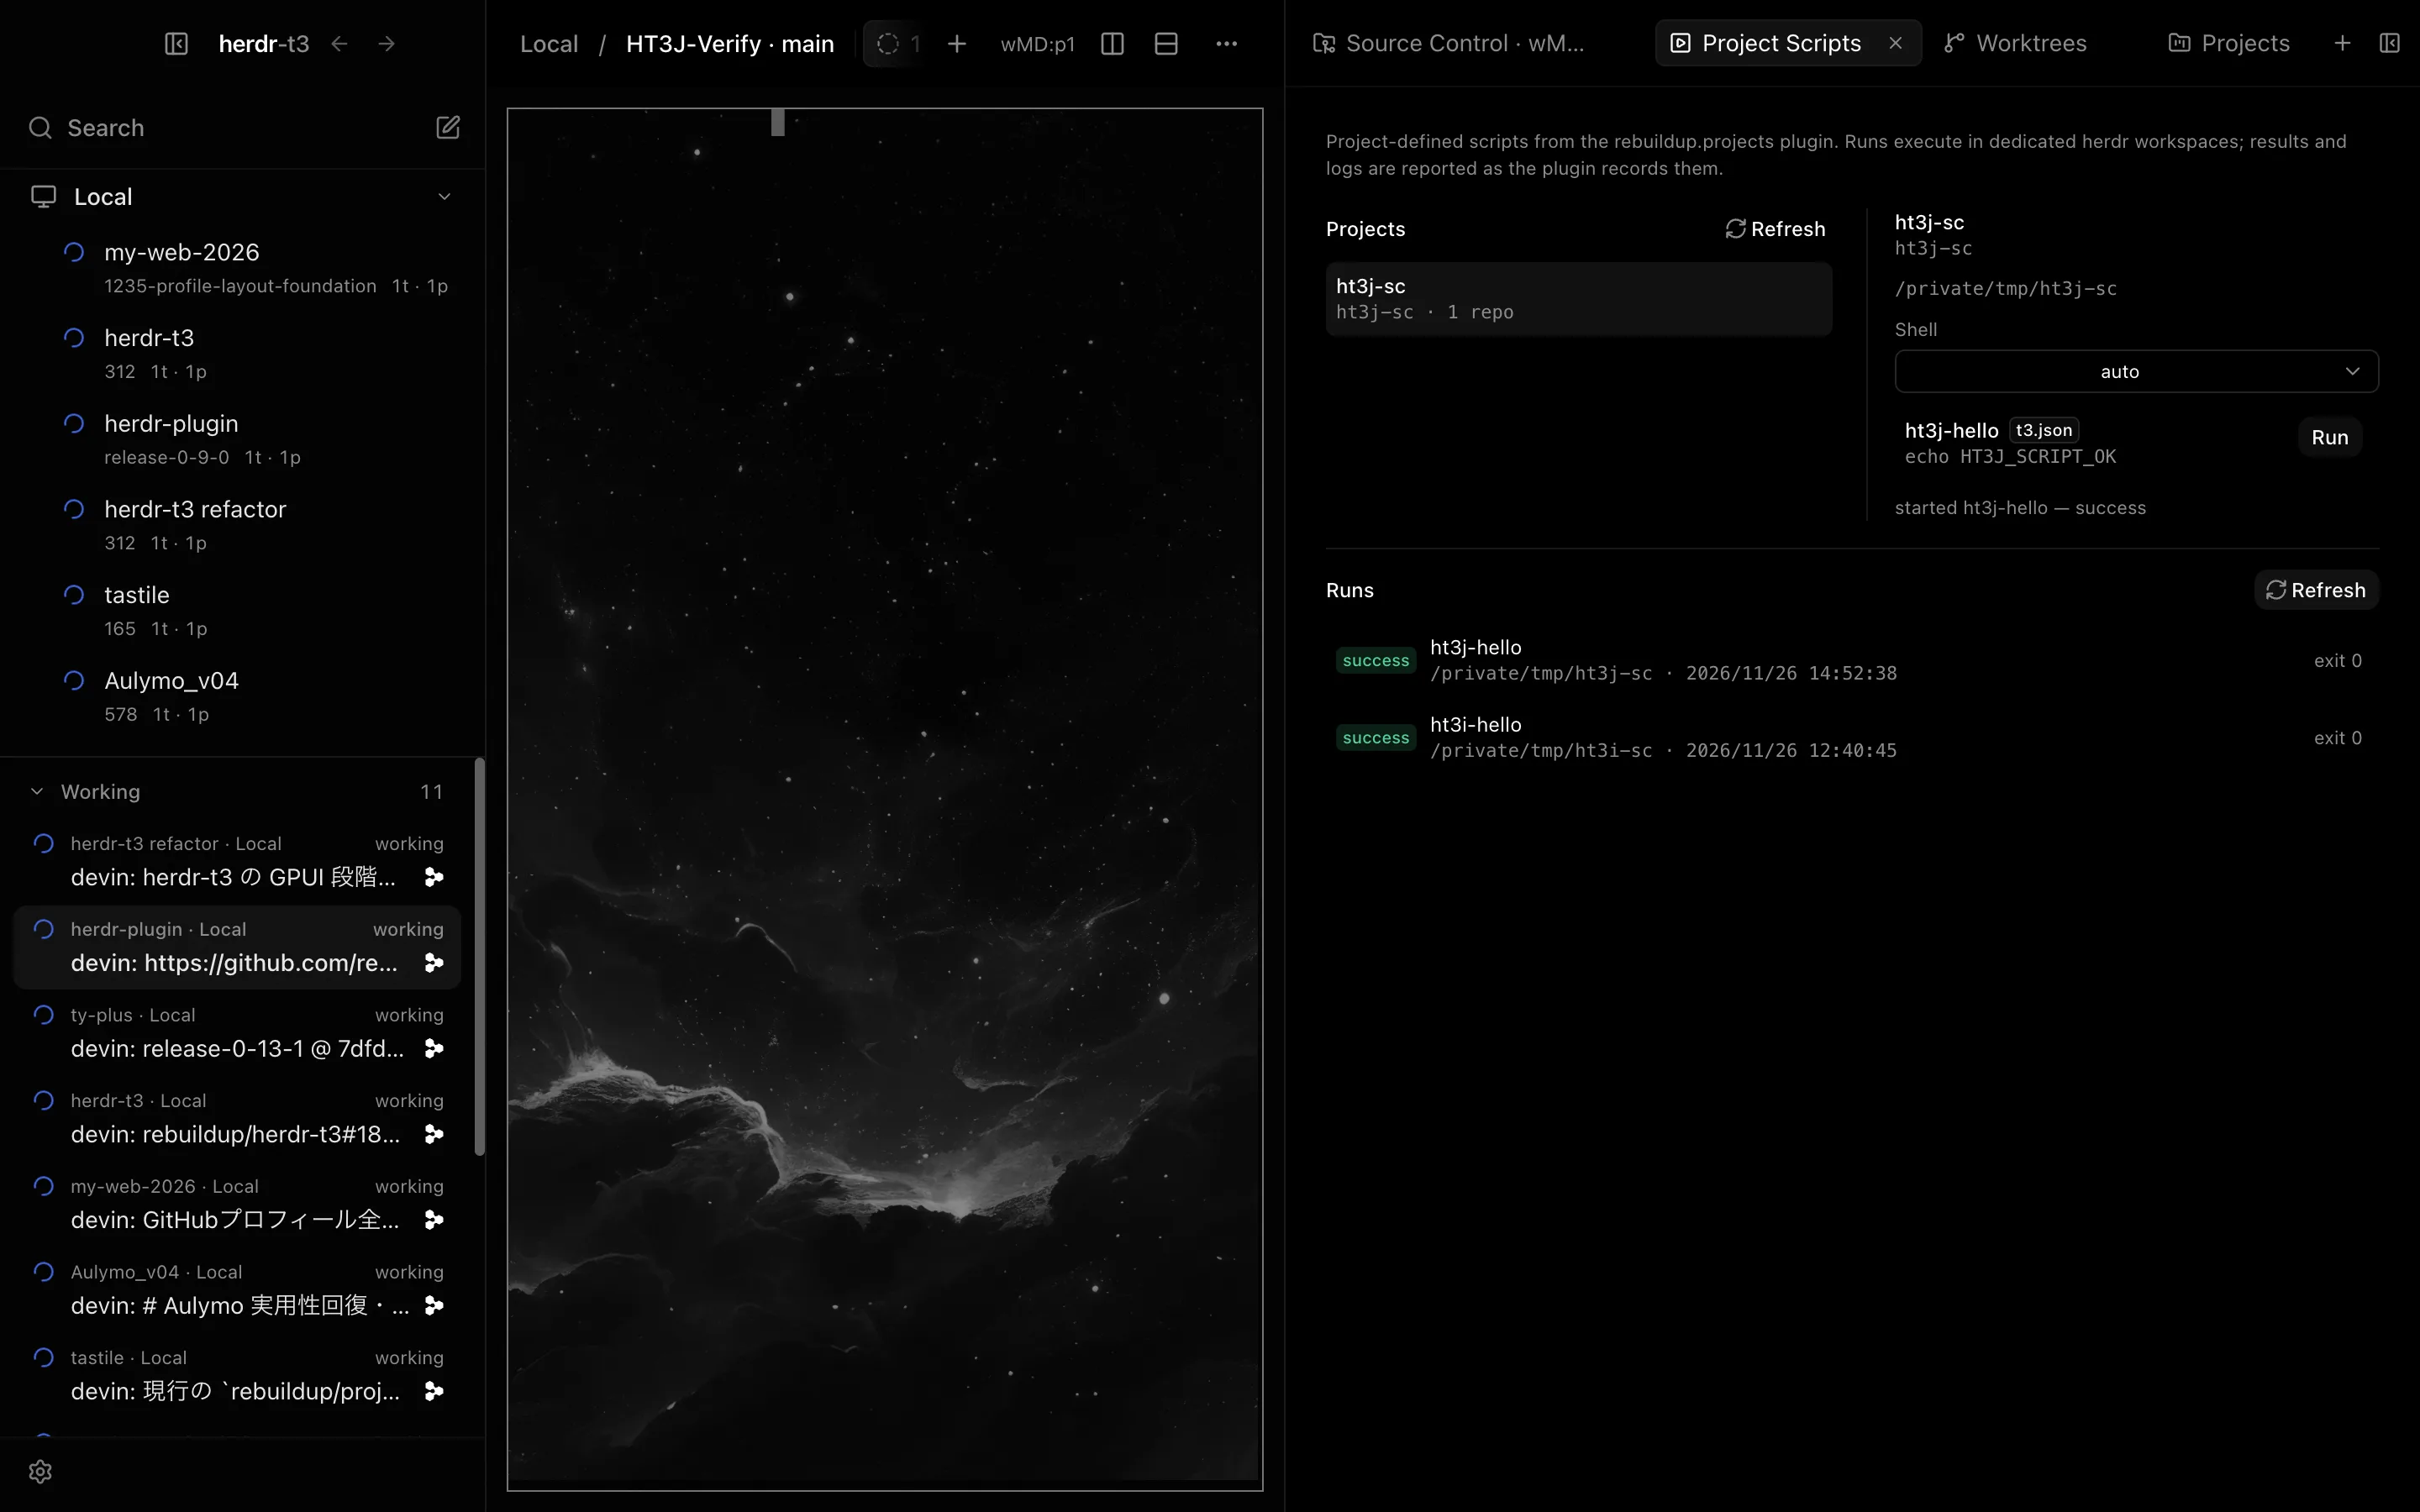 herdr-t3
Search
Local
my-web-2026
1235-profile-layout-foundation 1t · 1p
herdr-t3
312 1t · 1p
herdr-plugin
release-0-9-0 1t · 1p
herdr-t3 refactor
312 1t · 1p
tastile
165 1t · 1p
Aulymo_v04
578 1t · 1p
Working 11
herdr-t3 refactor · Local working
devin: herdr-t3 の GPUI 段階...
herdr-plugin · Local working
devin: https://github.com/re...
ty-plus · Local working
devin: release-0-13-1 @ 7dfd...
herdr-t3 · Local working
devin: rebuildup/herdr-t3#18...
my-web-2026 · Local working
devin: GitHubプロフィール全...
Aulymo_v04 · Local working
devin: # Aulymo 実用性回復・...
tastile · Local working
devin: 現行の `rebuildup/proj...
Local / HT3J-Verify · main 1 wMD:p1
Source Control · wM... Project Scripts Worktrees Projects
Project-defined scripts from the rebuildup.projects plugin. Runs execute in dedicated herdr workspaces; results and
logs are reported as the plugin records them.
Projects Refresh
ht3j-sc
ht3j-sc · 1 repo
ht3j-sc
ht3j-sc
/private/tmp/ht3j-sc
Shell
auto
ht3j-hello t3.json Run
echo HT3J_SCRIPT_OK
started ht3j-hello — success
Runs Refresh
success ht3j-hello exit 0
/private/tmp/ht3j-sc · 2026/11/26 14:52:38
success ht3i-hello exit 0
/private/tmp/ht3i-sc · 2026/11/26 12:40:45